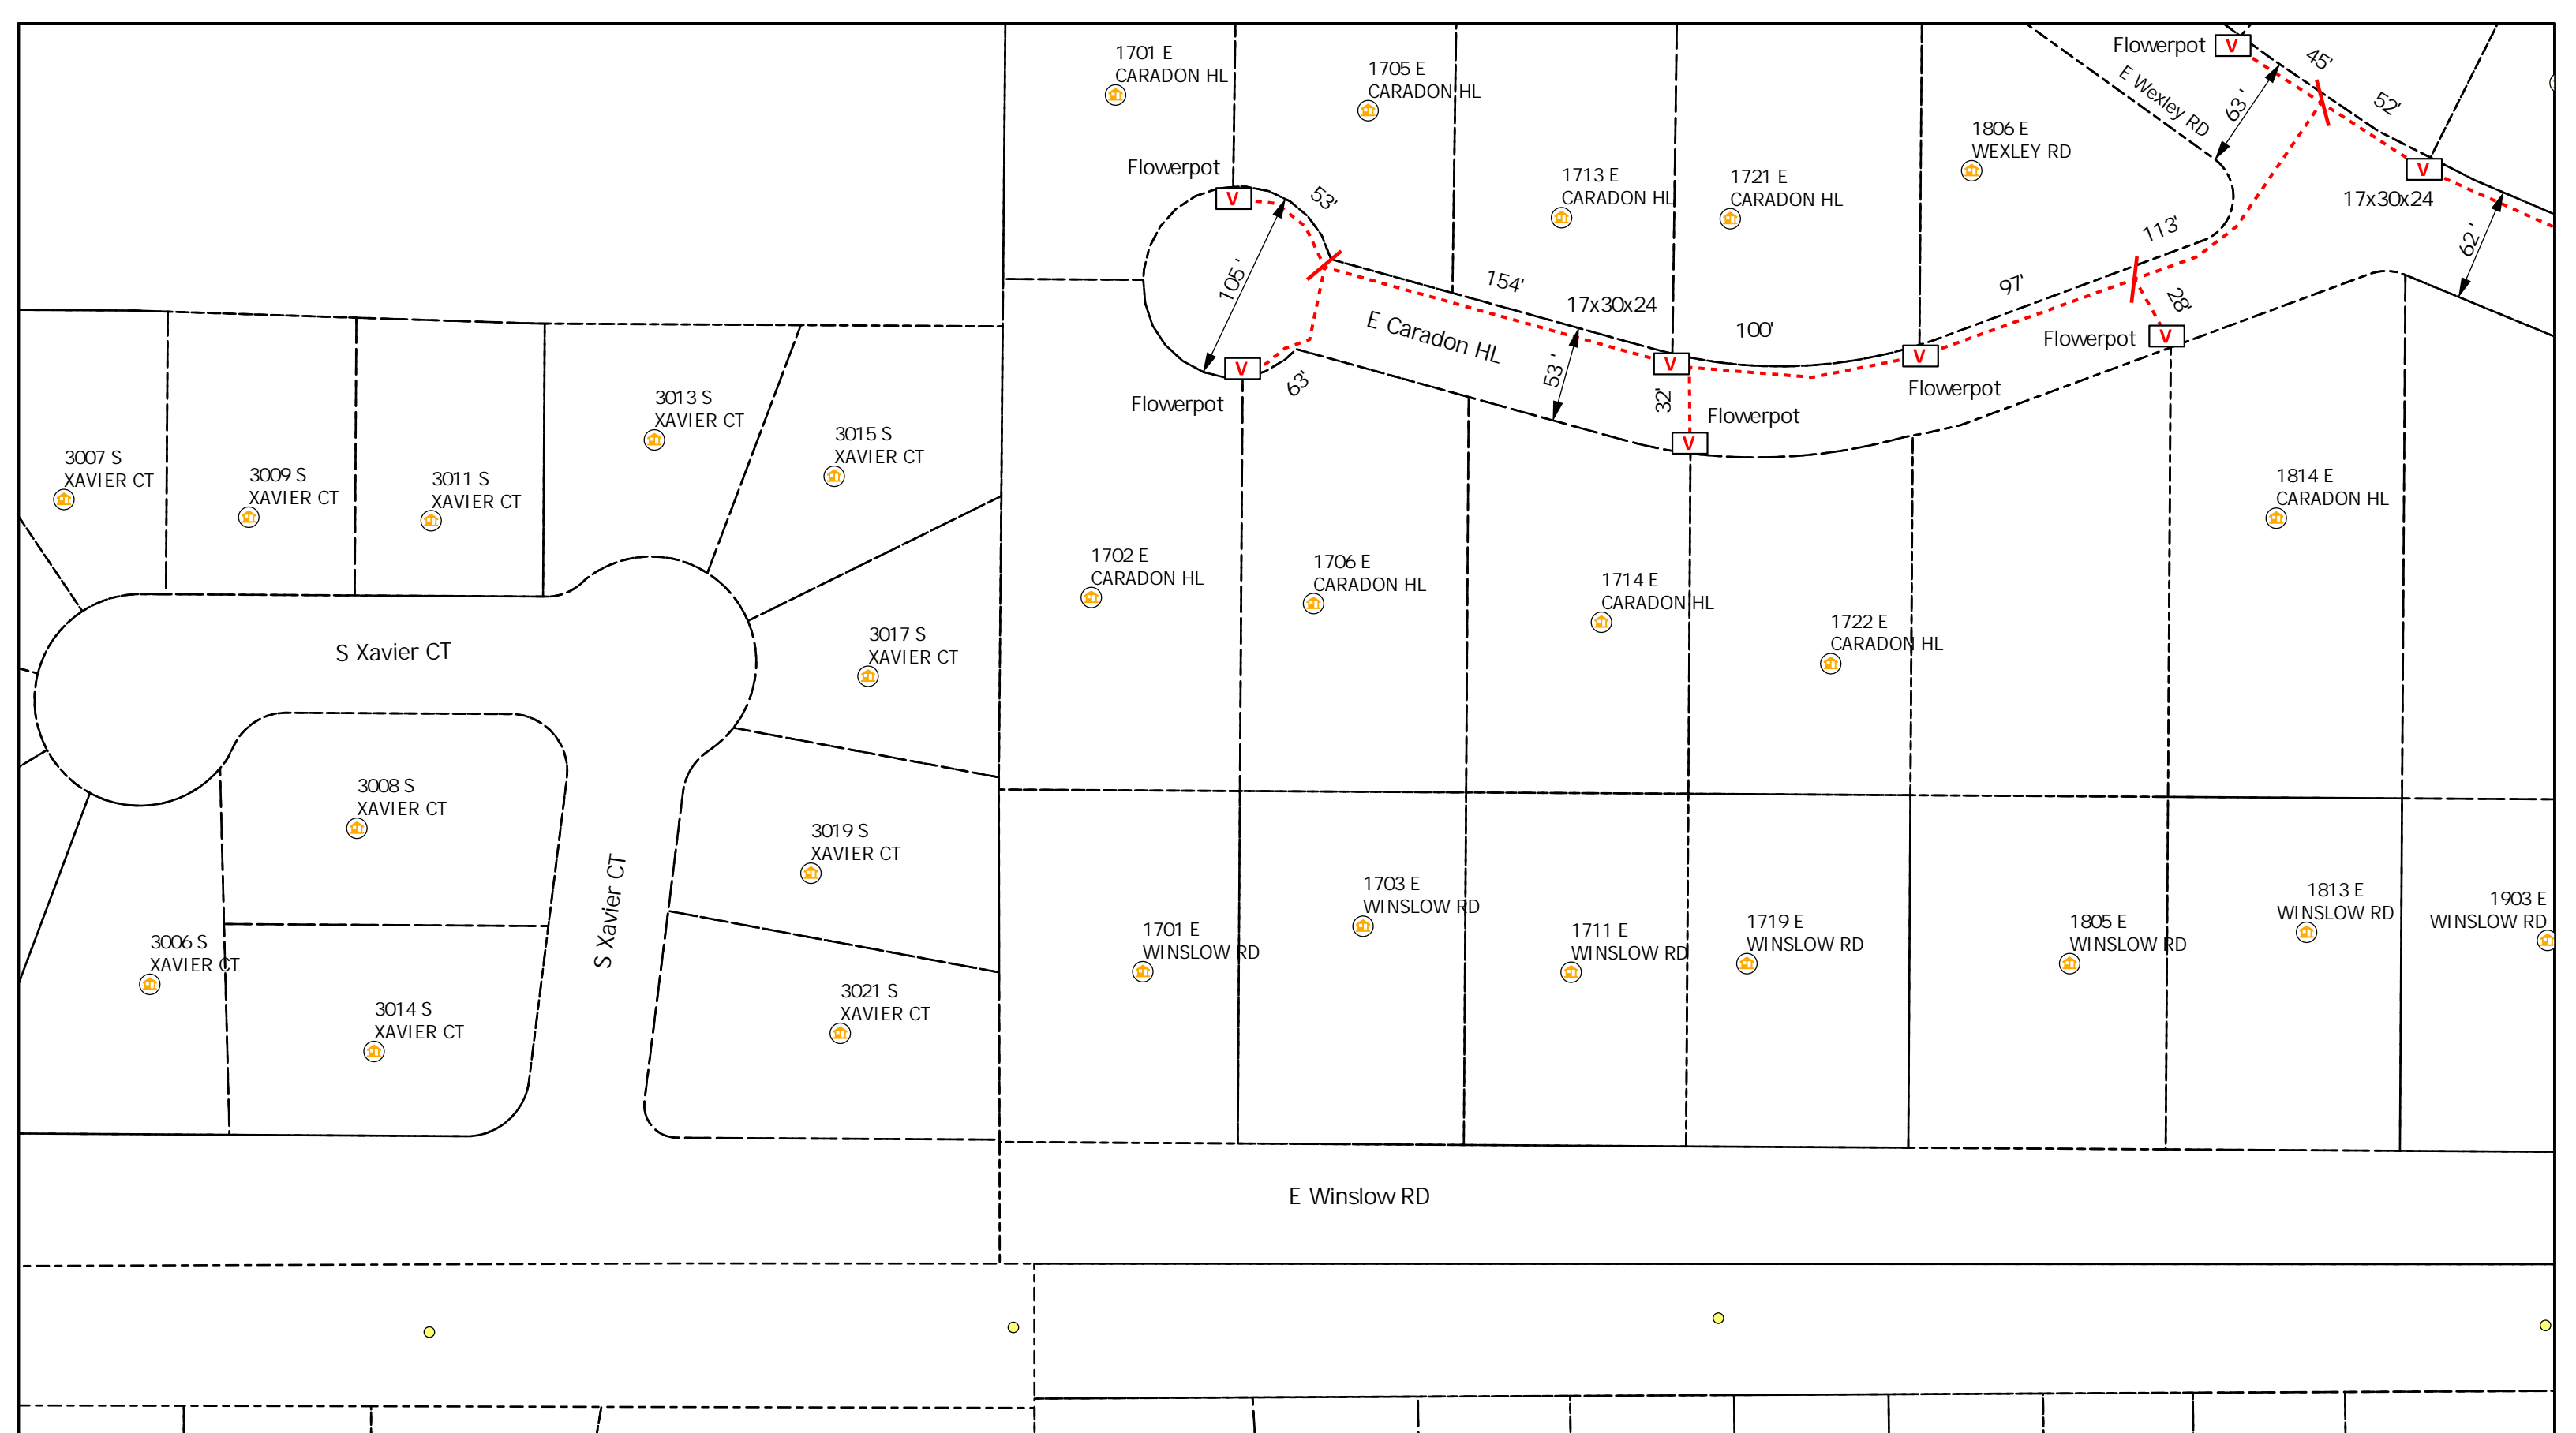 1701 E
CARADON HL
1705 E
CARADON HL
Flowerpot
V
45'
E Wexley RD
63'
52'
1806 E
WEXLEY RD
Flowerpot
V
53'
1713 E
CARADON HL
1721 E
CARADON HL
V
17x30x24
113'
62'
105'
154'
17x30x24
97'
28'
E Caradon HL
100'
Flowerpot
V
V
V
V
53'
63'
32'
Flowerpot
Flowerpot
Flowerpot
V
3013 S
XAVIER CT
3015 S
XAVIER CT
3007 S
XAVIER CT
3009 S
XAVIER CT
3011 S
XAVIER CT
1814 E
CARADON HL
1702 E
CARADON HL
1706 E
CARADON HL
1714 E
CARADON HL
1722 E
CARADON HL
S Xavier CT
3017 S
XAVIER CT
3008 S
XAVIER CT
3019 S
XAVIER CT
S Xavier CT
1701 E
WINSLOW RD
1703 E
WINSLOW RD
1711 E
WINSLOW RD
1719 E
WINSLOW RD
1805 E
WINSLOW RD
1813 E
WINSLOW RD
1903 E
WINSLOW RD
3006 S
XAVIER CT
3014 S
XAVIER CT
3021 S
XAVIER CT
E Winslow RD